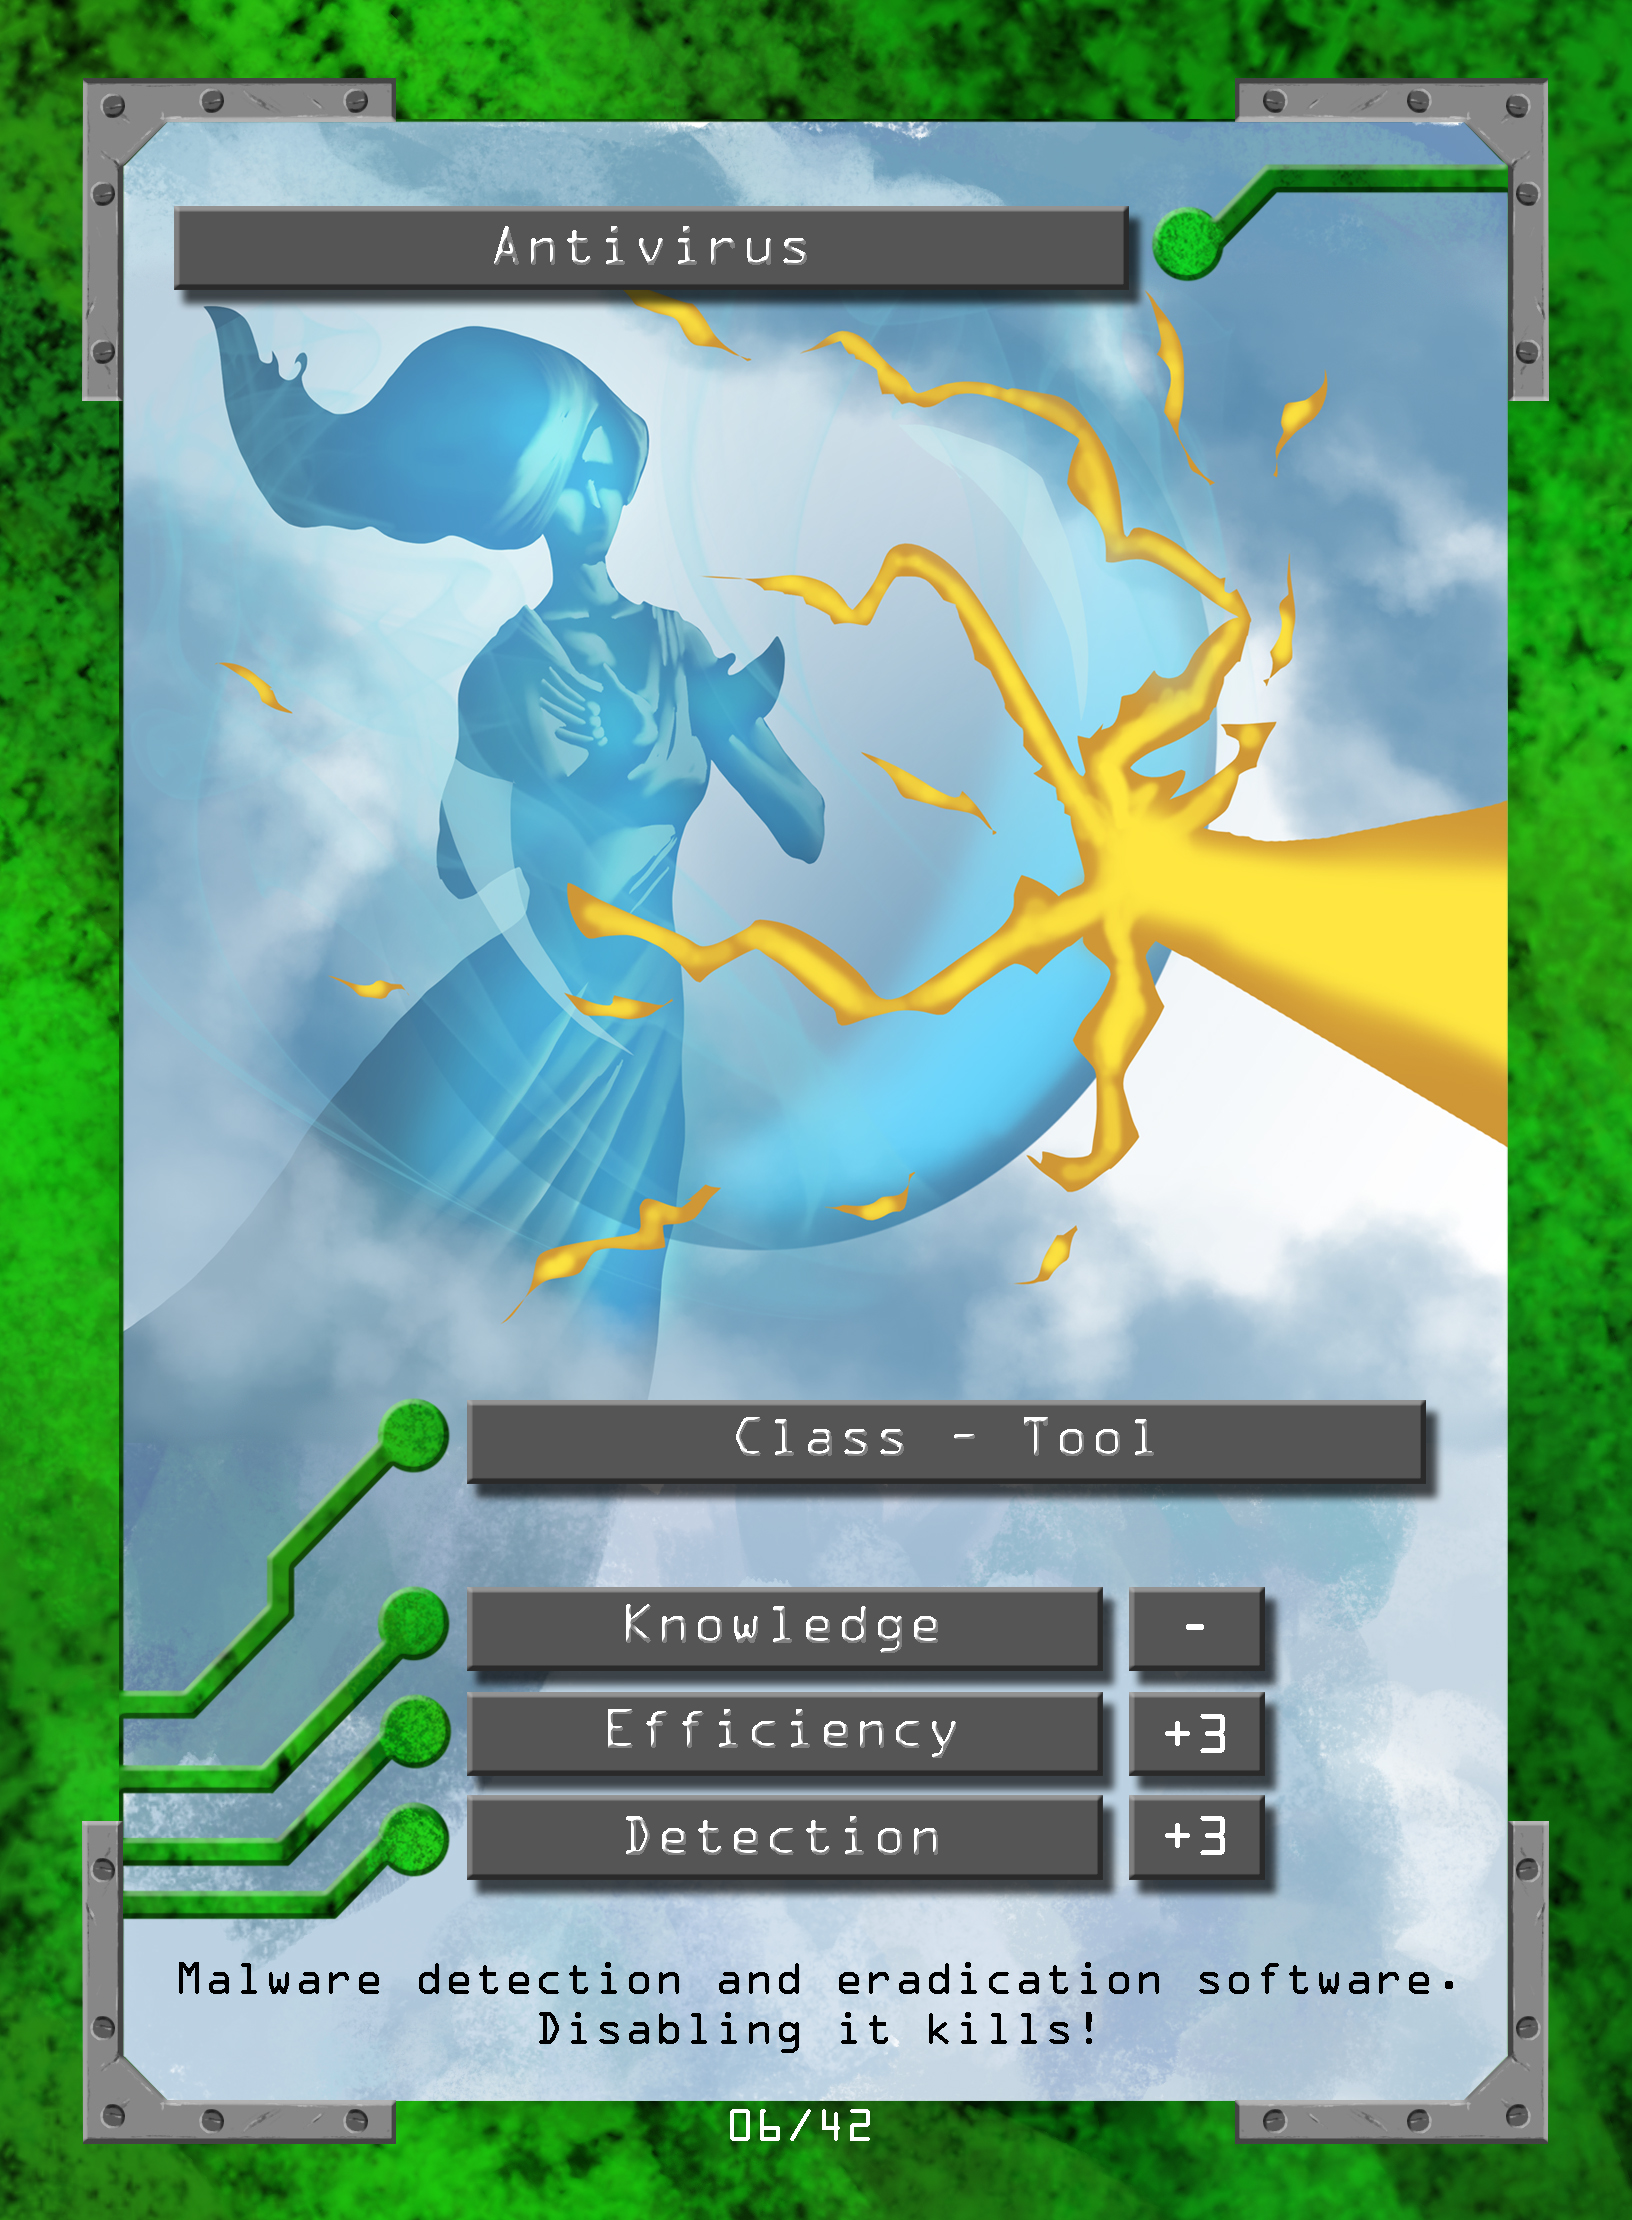 Antivirus
Class - Tool
Knowledge -
Efficiency +3
Detection +3
Malware detection and eradication software.
Disabling it kills!
06/42